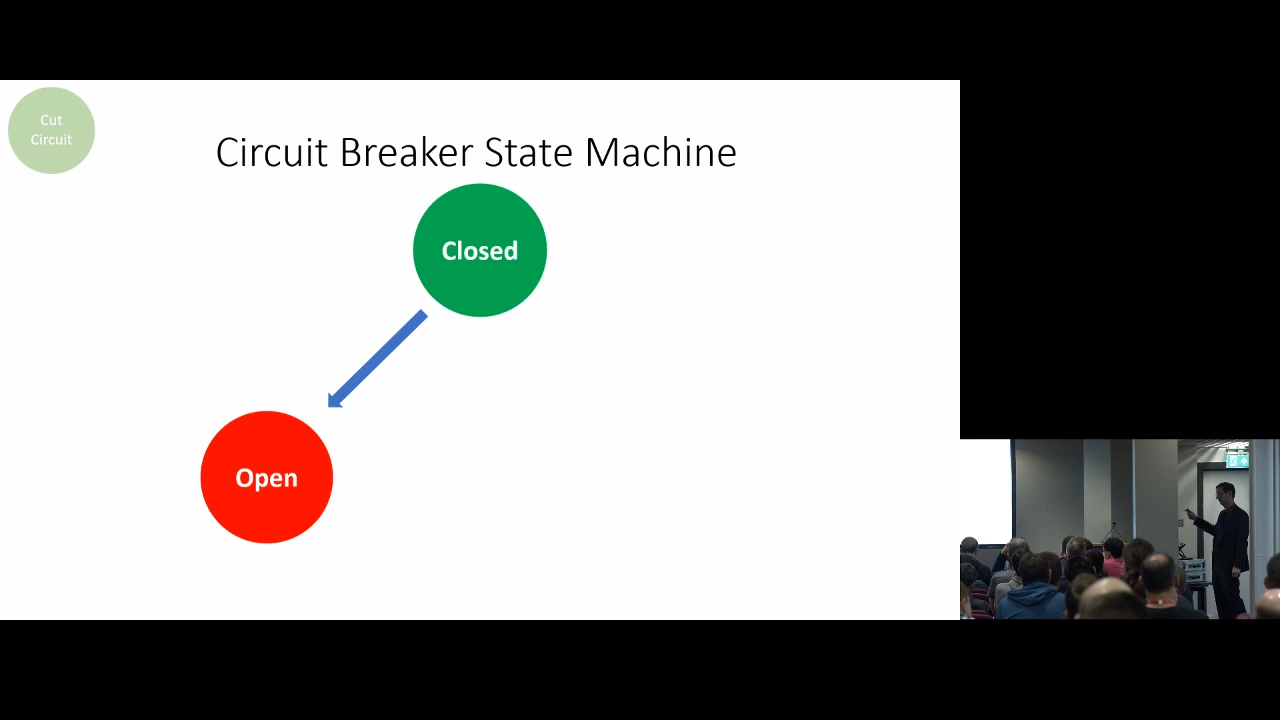 Cut
Circuit
Circuit Breaker State Machine
Closed
Open